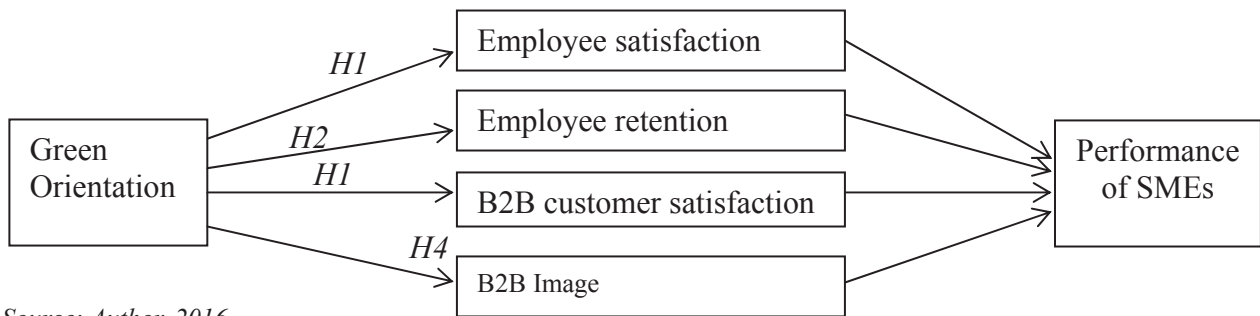 Green
Orientation
H1
H2
H1
H4
Employee satisfaction
Employee retention
B2B customer satisfaction
B2B Image
Performance
of SMEs
Source: Author, 2016